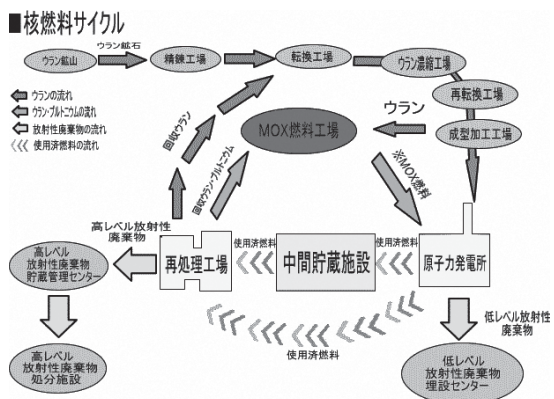 ■核燃料サイクル
ウラン鉱山
ウラン鉱石
精錬工場
転換工場
ウラン濃縮工場
再転換工場
成型加工工場
ウランの流れ
ウラン・プルトニウムの流れ
放射性廃棄物の流れ
使用済燃料の流れ
ウラン
MOX燃料工場
回収ウラン
回収ウラン・プルトニウム
※MOX燃料
高レベル放射性
廃棄物
再処理工場
使用済燃料
中間貯蔵施設
使用済燃料
原子力発電所
高レベル
放射性廃棄物
貯蔵管理センター
使用済燃料
低レベル放射性
廃棄物
高レベル
放射性廃棄物
処分施設
低レベル
放射性廃棄物
埋設センター